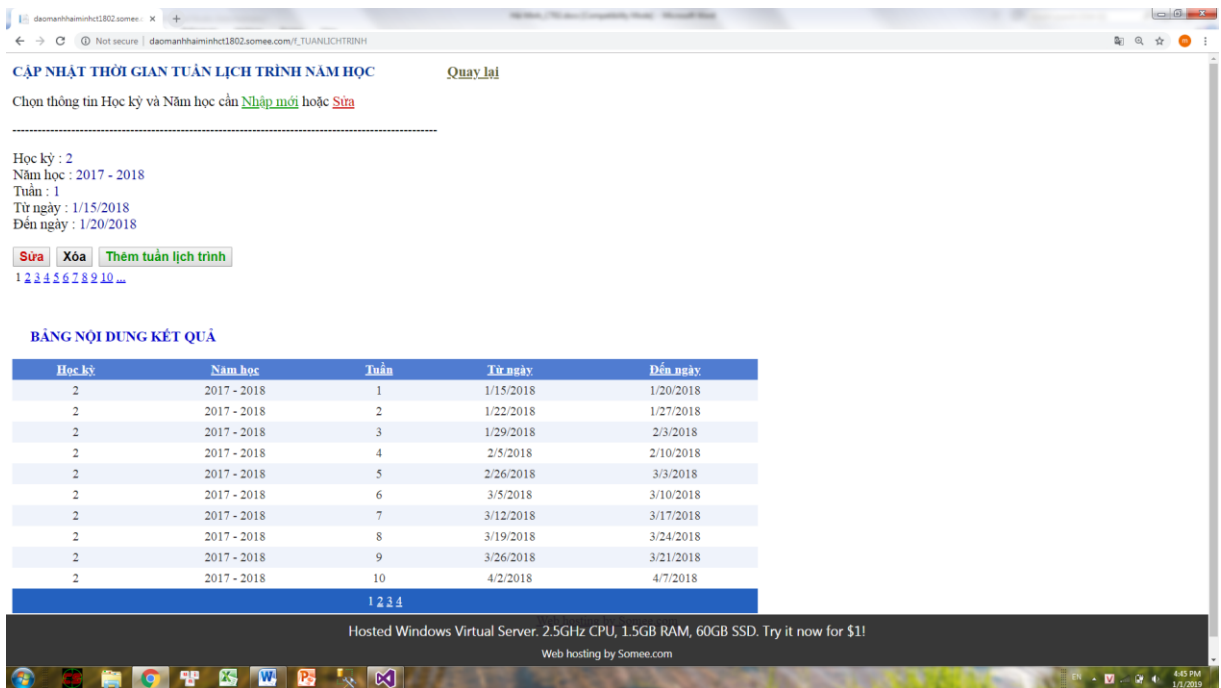 daomanhhaiminhct1802.somee.c
Not secure | daomanhhaiminhct1802.somee.com/f_TUANLICHTRINH
CẬP NHẬT THỜI GIAN TUẦN LỊCH TRÌNH NĂM HỌC Quay lại
Chọn thông tin Học kỳ và Năm học cần Nhập mới hoặc Sửa
Học kỳ : 2
Năm học : 2017 - 2018
Tuần : 1
Từ ngày : 1/15/2018
Đến ngày : 1/20/2018
Sửa Xóa Thêm tuần lịch trình
1 2 3 4 5 6 7 8 9 10 ...
BẢNG NỘI DUNG KẾT QUẢ
Học kỳ Năm học Tuần Từ ngày Đến ngày
2 2017 - 2018 1 1/15/2018 1/20/2018
2 2017 - 2018 2 1/22/2018 1/27/2018
2 2017 - 2018 3 1/29/2018 2/3/2018
2 2017 - 2018 4 2/5/2018 2/10/2018
2 2017 - 2018 5 2/26/2018 3/3/2018
2 2017 - 2018 6 3/5/2018 3/10/2018
2 2017 - 2018 7 3/12/2018 3/17/2018
2 2017 - 2018 8 3/19/2018 3/24/2018
2 2017 - 2018 9 3/26/2018 3/21/2018
2 2017 - 2018 10 4/2/2018 4/7/2018
1 2 3 4
Hosted Windows Virtual Server. 2.5GHz CPU, 1.5GB RAM, 60GB SSD. Try it now for $1!
Web hosting by Somee.com
EN
4:45 PM
1/1/2019